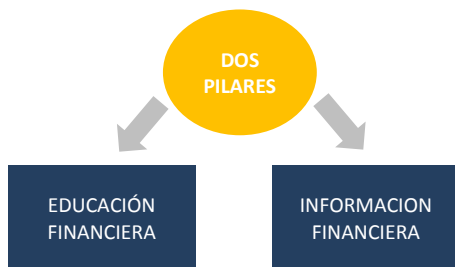 DOS
PILARES
EDUCACIÓN
FINANCIERA
INFORMACION
FINANCIERA